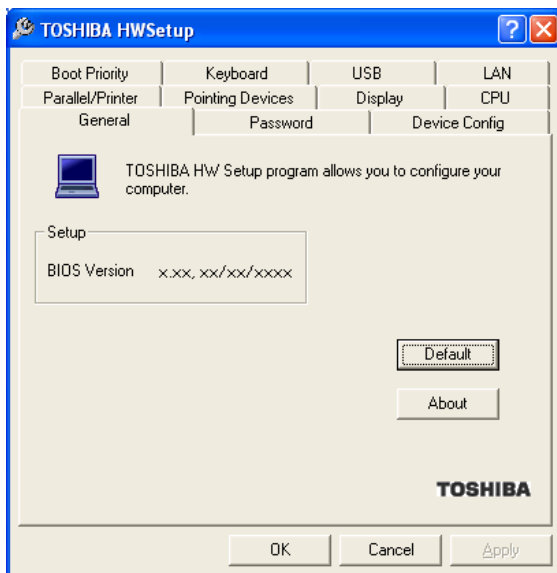 TOSHIBA HWSetup
Boot Priority Keyboard USB LAN
Parallel/Printer Pointing Devices Display CPU
General Password Device Config
TOSHIBA HW Setup program allows you to configure your
computer.
Setup
BIOS Version x.xx, xx/xx/xxxx
Default
About
TOSHIBA
OK Cancel Apply